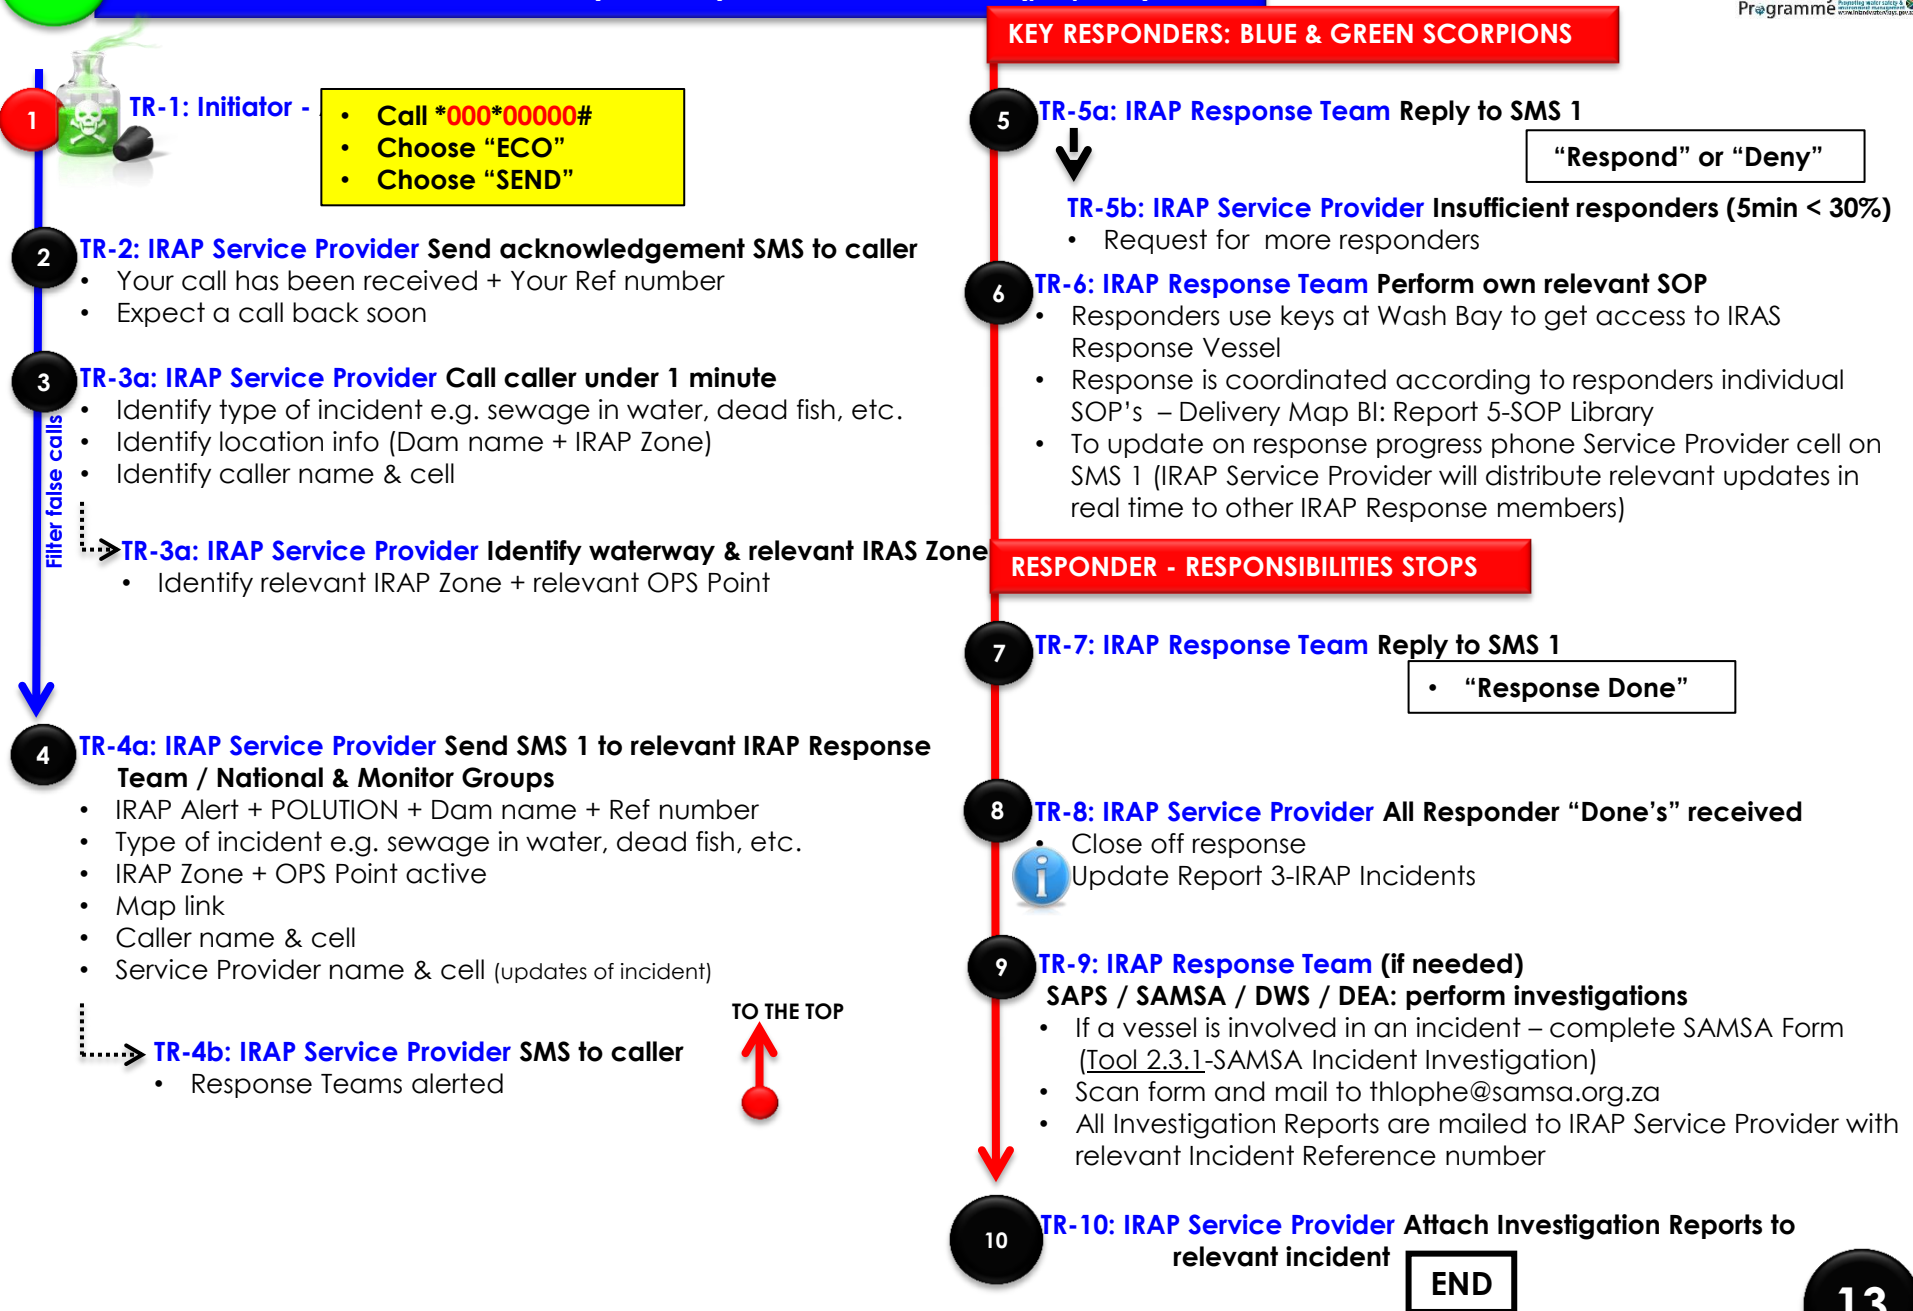 Programme
KEY RESPONDERS: BLUE & GREEN SCORPIONS
1
TR-1: Initiator -
• Call *000*00000#
• Choose “ECO”
• Choose “SEND”
2
TR-2: IRAP Service Provider Send acknowledgement SMS to caller
• Your call has been received + Your Ref number
• Expect a call back soon
3
TR-3a: IRAP Service Provider Call caller under 1 minute
• Identify type of incident e.g. sewage in water, dead fish, etc.
• Identify location info (Dam name + IRAP Zone)
• Identify caller name & cell
Filter false calls
TR-3a: IRAP Service Provider Identify waterway & relevant IRAS Zone
• Identify relevant IRAP Zone + relevant OPS Point
4
TR-4a: IRAP Service Provider Send SMS 1 to relevant IRAP Response
Team / National & Monitor Groups
• IRAP Alert + POLUTION + Dam name + Ref number
• Type of incident e.g. sewage in water, dead fish, etc.
• IRAP Zone + OPS Point active
• Map link
• Caller name & cell
• Service Provider name & cell (updates of incident)
TR-4b: IRAP Service Provider SMS to caller
• Response Teams alerted
TO THE TOP
5
TR-5a: IRAP Response Team Reply to SMS 1
“Respond” or “Deny”
TR-5b: IRAP Service Provider Insufficient responders (5min < 30%)
• Request for more responders
6
TR-6: IRAP Response Team Perform own relevant SOP
• Responders use keys at Wash Bay to get access to IRAS
Response Vessel
• Response is coordinated according to responders individual
SOP's – Delivery Map BI: Report 5-SOP Library
• To update on response progress phone Service Provider cell on
SMS 1 (IRAP Service Provider will distribute relevant updates in
real time to other IRAP Response members)
RESPONDER - RESPONSIBILITIES STOPS
7
TR-7: IRAP Response Team Reply to SMS 1
• “Response Done”
8
TR-8: IRAP Service Provider All Responder “Done's” received
• Close off response
Update Report 3-IRAP Incidents
9
TR-9: IRAP Response Team (if needed)
SAPS / SAMSA / DWS / DEA: perform investigations
• If a vessel is involved in an incident – complete SAMSA Form
(Tool 2.3.1-SAMSA Incident Investigation)
• Scan form and mail to thlophe@samsa.org.za
• All Investigation Reports are mailed to IRAP Service Provider with
relevant Incident Reference number
10
TR-10: IRAP Service Provider Attach Investigation Reports to
relevant incident
END
13